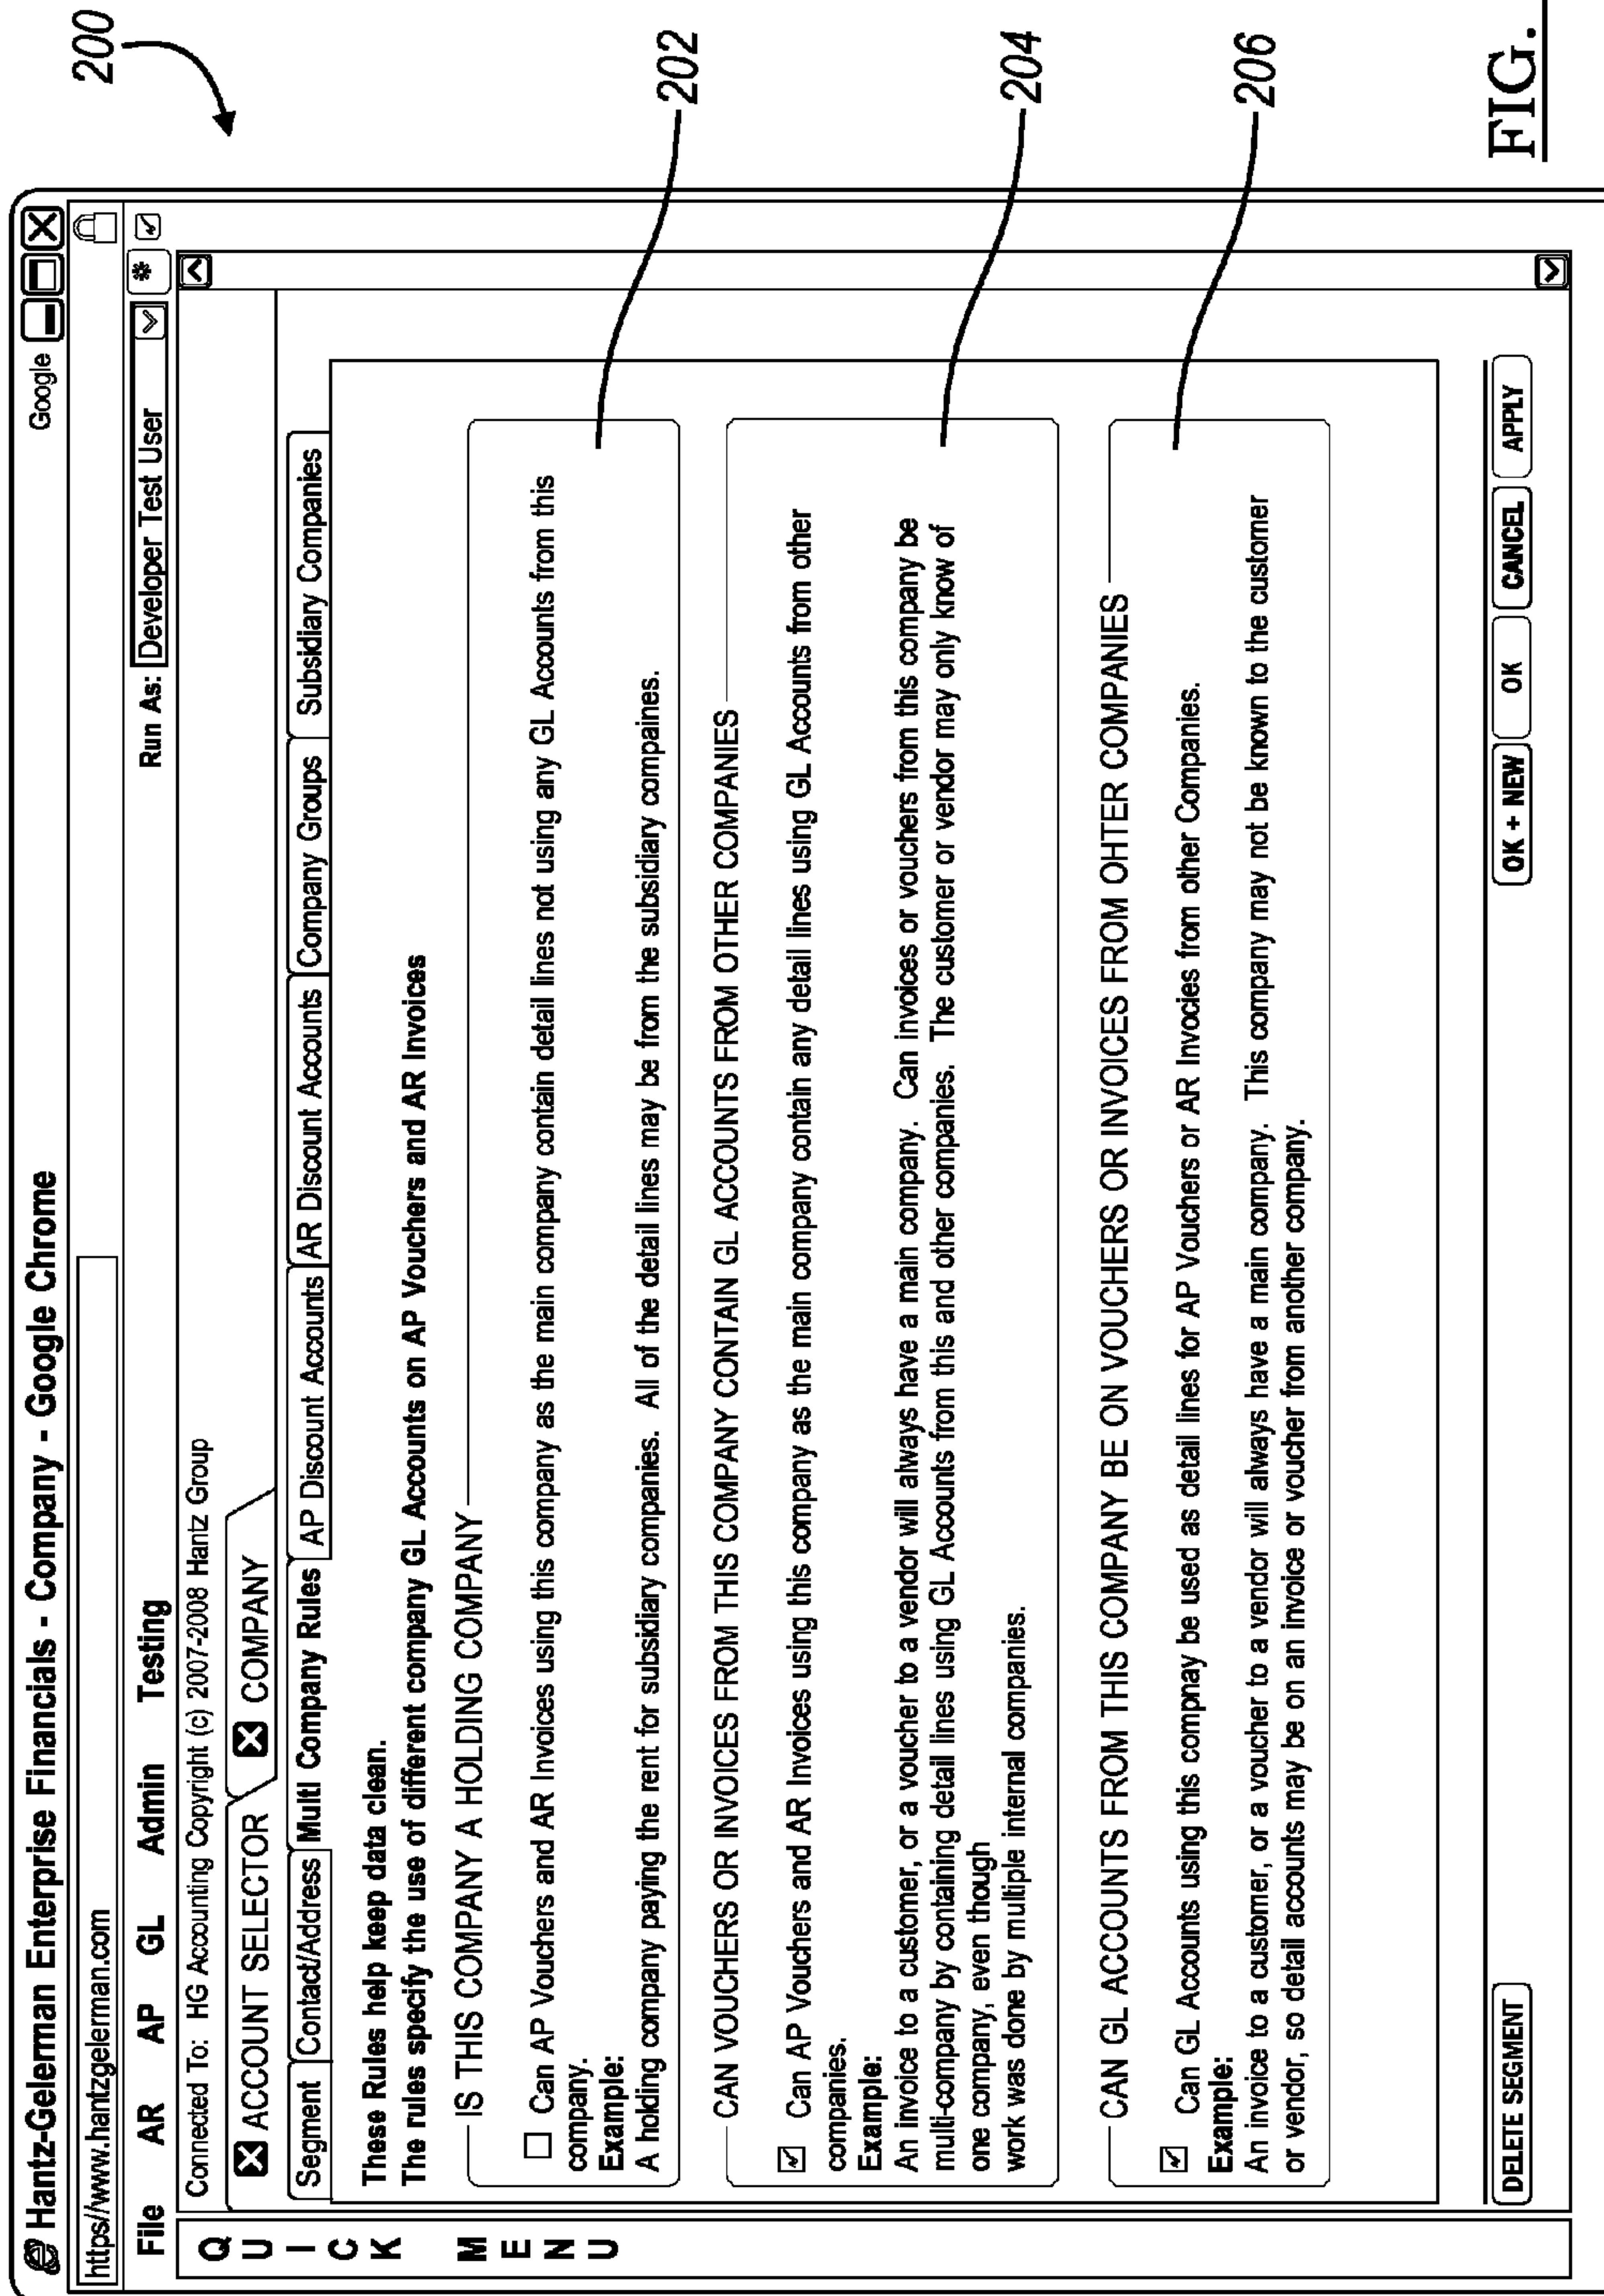 Hantz-Gelerman Enterprise Financials - Company - Google Chrome
Google
https//www.hantzgelerman.com
File AR AP GL Admin Testing
Run As: Developer Test User
*
Connected To: HG Accounting Copyright (c) 2007-2008 Hantz Group
ACCOUNT SELECTOR
COMPANY
Segment
Contact/Address
Multi Company Rules
AP Discount Accounts
AR Discount Accounts
Company Groups
Subsidiary Companies
QUICK MENU
These Rules help keep data clean.
The rules specify the use of different company GL Accounts on AP Vouchers and AR Invoices
IS THIS COMPANY A HOLDING COMPANY
Can AP Vouchers and AR Invoices using this company as the main company contain detail lines not using any GL Accounts from this
company.
Example:
A holding company paying the rent for subsidiary companies. All of the detail lines may be from the subsidiary compaines.
CAN VOUCHERS OR INVOICES FROM THIS COMPANY CONTAIN GL ACCOUNTS FROM OTHER COMPANIES
Can AP Vouchers and AR Invoices using this company as the main company contain any detail lines using GL Accounts from other
companies.
Example:
An invoice to a customer, or a voucher to a vendor will always have a main company. Can invoices or vouchers from this company be
multi-company by containing detail lines using GL Accounts from this and other companies. The customer or vendor may only know of
one company, even though
work was done by multiple internal companies.
CAN GL ACCOUNTS FROM THIS COMPANY BE ON VOUCHERS OR INVOICES FROM OHTER COMPANIES
Can GL Accounts using this compnay be used as detail lines for AP Vouchers or AR Invocies from other Companies.
Example:
An invoice to a customer, or a voucher to a vendor will always have a main company. This company may not be known to the customer
or vendor, so detail accounts may be on an invoice or voucher from another company.
DELETE SEGMENT
OK + NEW
OK
CANCEL
APPLY
200
202
204
206
FIG.